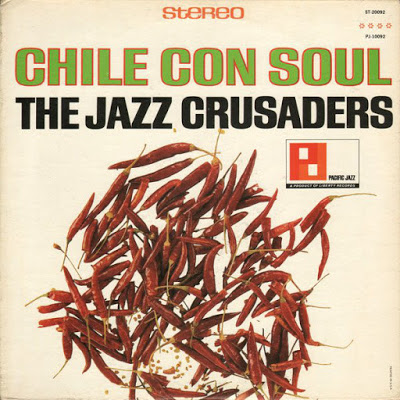 stereo
ST-20092
PJ-10092
CHILE CON SOUL
THE JAZZ CRUSADERS
PACIFIC JAZZ
A PRODUCT OF LIBERTY RECORDS